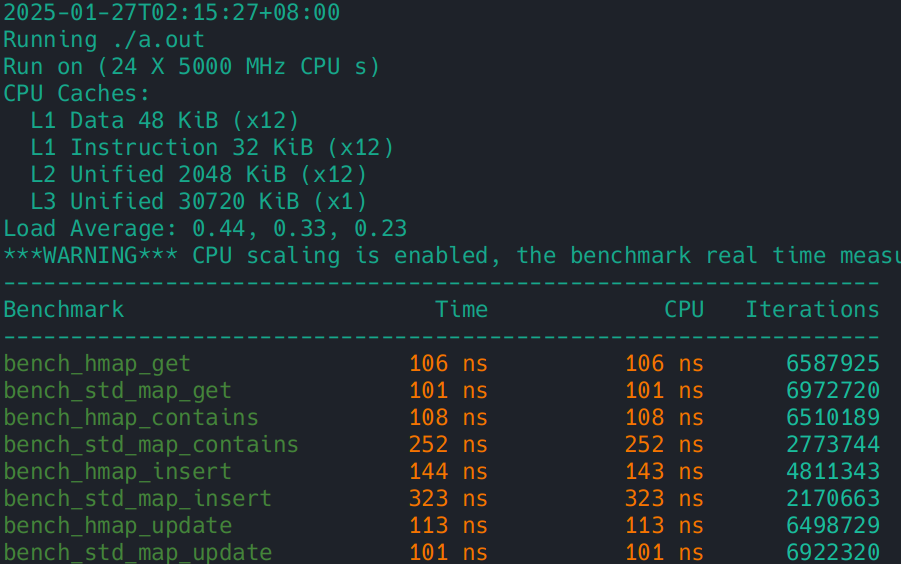 2025-01-27T02:15:27+08:00
Running ./a.out
Run on (24 X 5000 MHz CPU s)
CPU Caches:
  L1 Data 48 KiB (x12)
  L1 Instruction 32 KiB (x12)
  L2 Unified 2048 KiB (x12)
  L3 Unified 30720 KiB (x1)
Load Average: 0.44, 0.33, 0.23
***WARNING*** CPU scaling is enabled, the benchmark real time measu
-----------------------------------------------------------------
Benchmark                       Time             CPU   Iterations
-----------------------------------------------------------------
bench_hmap_get                106 ns          106 ns      6587925
bench_std_map_get             101 ns          101 ns      6972720
bench_hmap_contains           108 ns          108 ns      6510189
bench_std_map_contains        252 ns          252 ns      2773744
bench_hmap_insert             144 ns          143 ns      4811343
bench_std_map_insert          323 ns          323 ns      2170663
bench_hmap_update             113 ns          113 ns      6498729
bench_std_map_update          101 ns          101 ns      6922320